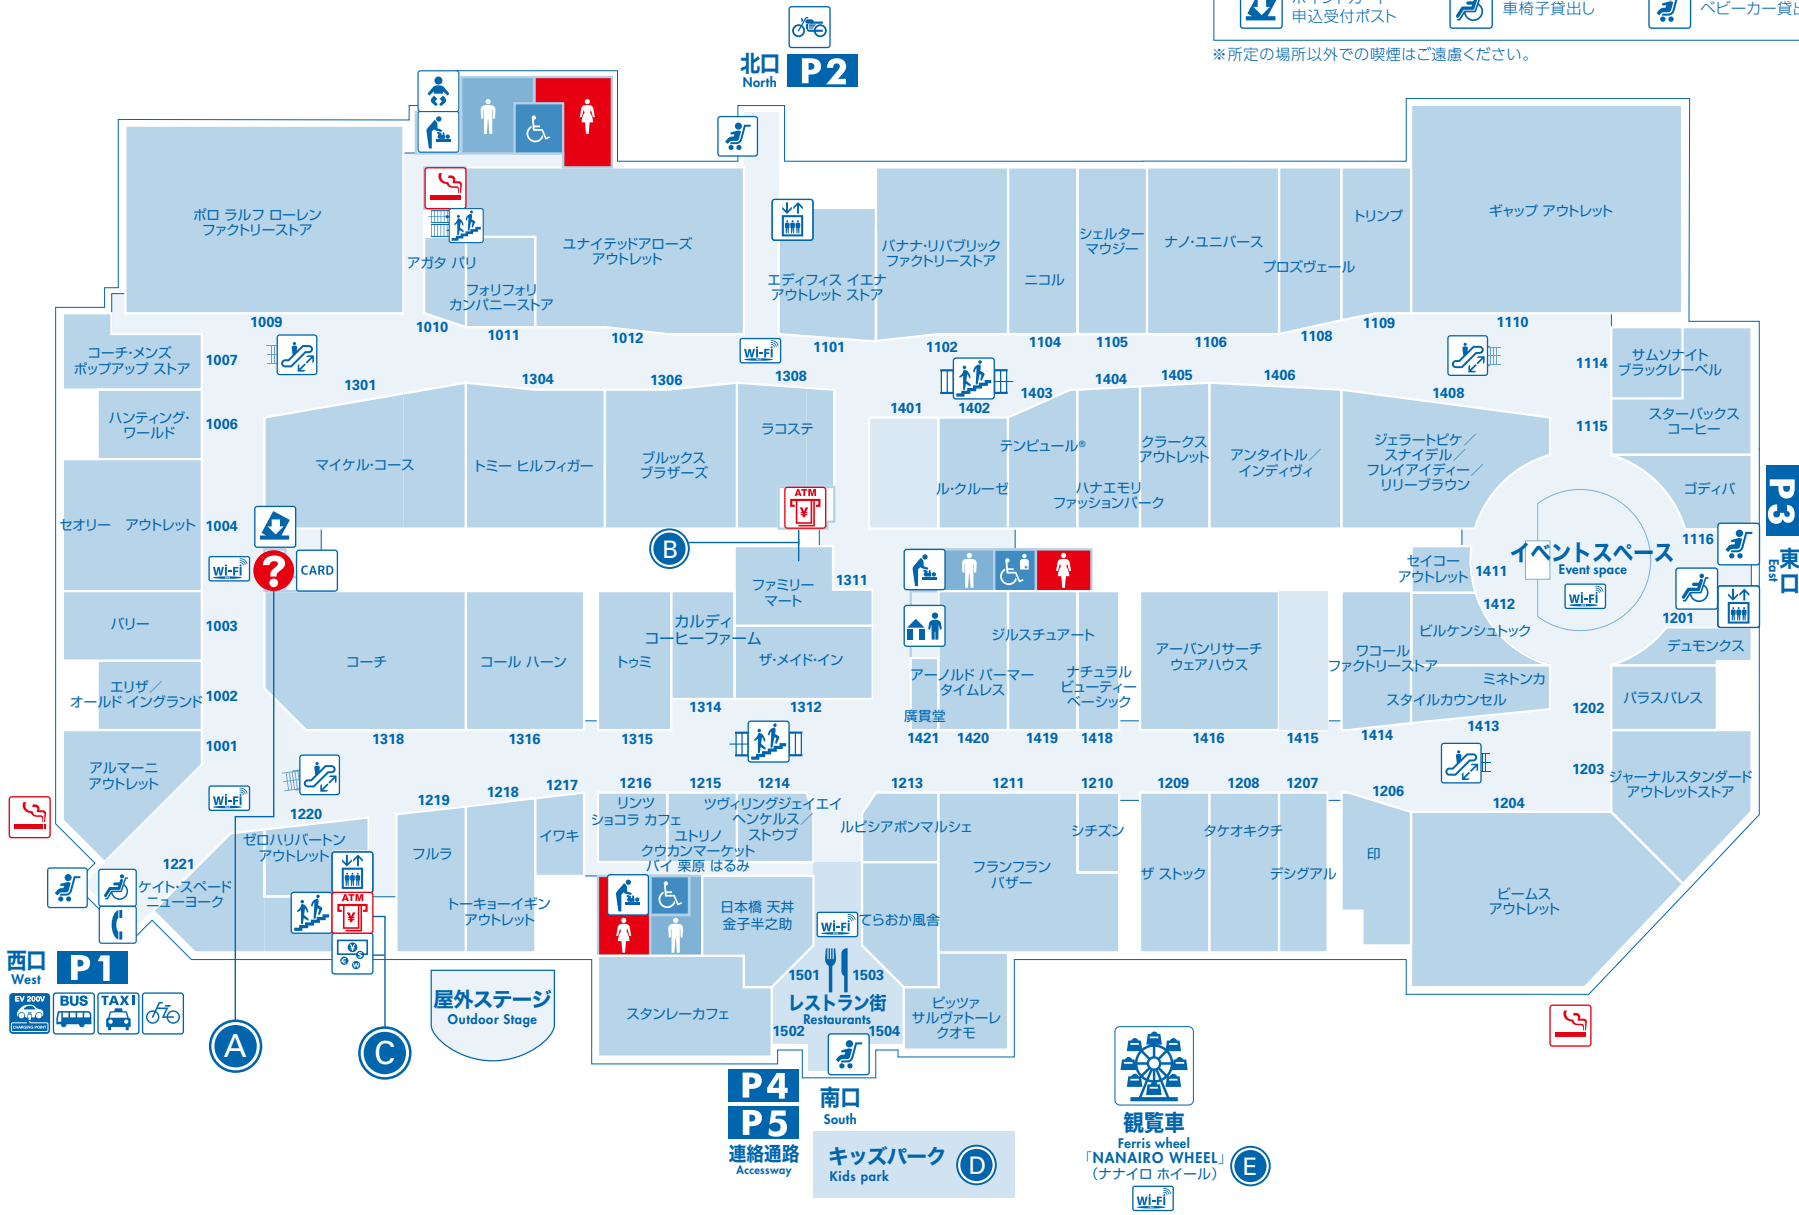 申込受付ポスト
車椅子貸出し
※所定の場所以外での喫煙はご遠慮ください。
北口
North
P2
ポロ ラルフ ローレン
ファクトリーストア
アガタ パリ
フォリフォリ
カンパニーストア
ユナイテッドアローズ
アウトレット
エディフィス イエナ
アウトレット ストア
バナナ・リパブリック
ファクトリーストア
ニコル
シェルター
マウジー
ナノ・ユニバース
プロズヴェール
トリンプ
ギャップ アウトレット
1009
1010
1011
1012
Wi-Fi
1101
1102
1104
1105
1106
1108
1109
1110
コーチ・メンズ
ポップアップ ストア
1007
ハンティング・
ワールド
1006
セオリー アウトレット
1004
バリー
1003
エリザ/
オールド イングランド
1002
アルマーニ
アウトレット
1001
1301
1304
1306
1308
マイケル・コース
トミー ヒルフィガー
ブルックス
ブラザーズ
ラコステ
ATM
¥
B
Wi-Fi
?
CARD
1401
1402
1403
1404
1405
1406
1408
ル・クルーゼ
テンピュール®
ハナエモリ
ファッションパーク
クラークス
アウトレット
アンタイトル/
インディヴィ
ジェラートピケ/
スナイデル/
フレイアイディー/
リリーブラウン
1114
サムソナイト
ブラックレーベル
1115
スターバックス
コーヒー
ゴディバ
1116
P3
東口
East
イベントスペース
Event space
Wi-Fi
セイコー
アウトレット
1411
1412
ビルケンシュトック
ワコール
ファクトリーストア
ミネトンカ
スタイルカウンセル
1413
1414
1415
1201
デュモンクス
1202
パラスパレス
1203
ジャーナルスタンダード
アウトレットストア
ファミリー
マート
1311
カルディ
コーヒーファーム
ザ・メイド・イン
トゥミ
コール ハーン
コーチ
1318
1316
1315
1314
1312
ジルスチュアート
アーノルド パーマー
タイムレス
ナチュラル
ビューティー
ベーシック
アーバンリサーチ
ウェアハウス
廣貫堂
1421
1420
1419
1418
1416
Wi-Fi
1220
1219
1218
1217
1216
1215
1214
1213
1211
1210
1209
1208
1207
1206
1204
1221
ケイト・スペード
ニューヨーク
ゼロハリバートン
アウトレット
フルラ
トーキョーイギン
アウトレット
イワキ
リンツ
ショコラ カフェ
ユトリノ
クウカンマーケット
バイ 栗原 はるみ
ツヴィリングジェイエイ
ヘンケルス/
ストウブ
ルピシアボンマルシェ
フランフラン
バザー
シチズン
ザ ストック
タケオキクチ
デシグアル
印
ビームス
アウトレット
ATM
¥
日本橋 天丼
金子半之助
Wi-Fi
てらおか風舎
1501
1503
レストラン街
Restaurants
1502
1504
スタンレーカフェ
ピッツァ
サルヴァトーレ
クオモ
西口
West
P1
EV 200V
CHARGING POINT
BUS
TAXI
A
C
屋外ステージ
Outdoor Stage
P4
P5
連絡通路
Accessway
南口
South
キッズパーク
Kids park
D
観覧車
Ferris wheel
「NANAIRO WHEEL」
(ナナイロ ホイール)
E
Wi-Fi